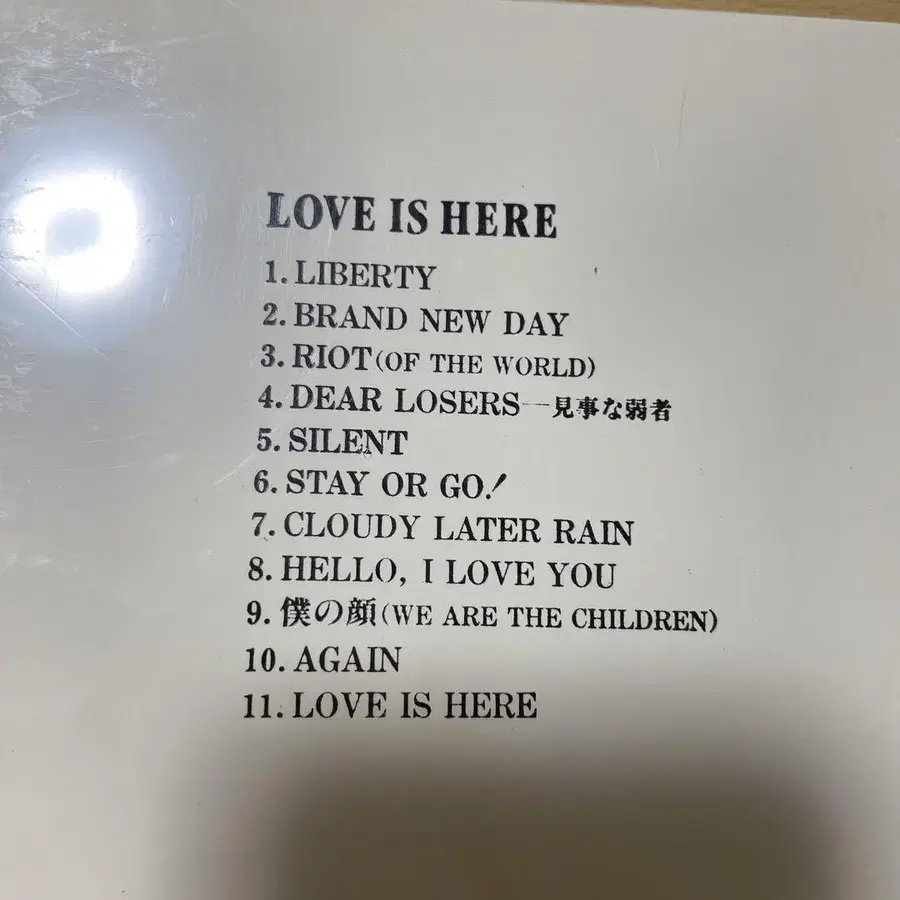 LOVE IS HERE
1. LIBERTY
2. BRAND NEW DAY
3. RIOT(OF THE WORLD)
4. DEAR LOSERS—見事な弱者
5. SILENT
6. STAY OR GO!
7. CLOUDY LATER RAIN
8. HELLO, I LOVE YOU
9. 僕の顔(WE ARE THE CHILDREN)
10. AGAIN
11. LOVE IS HERE